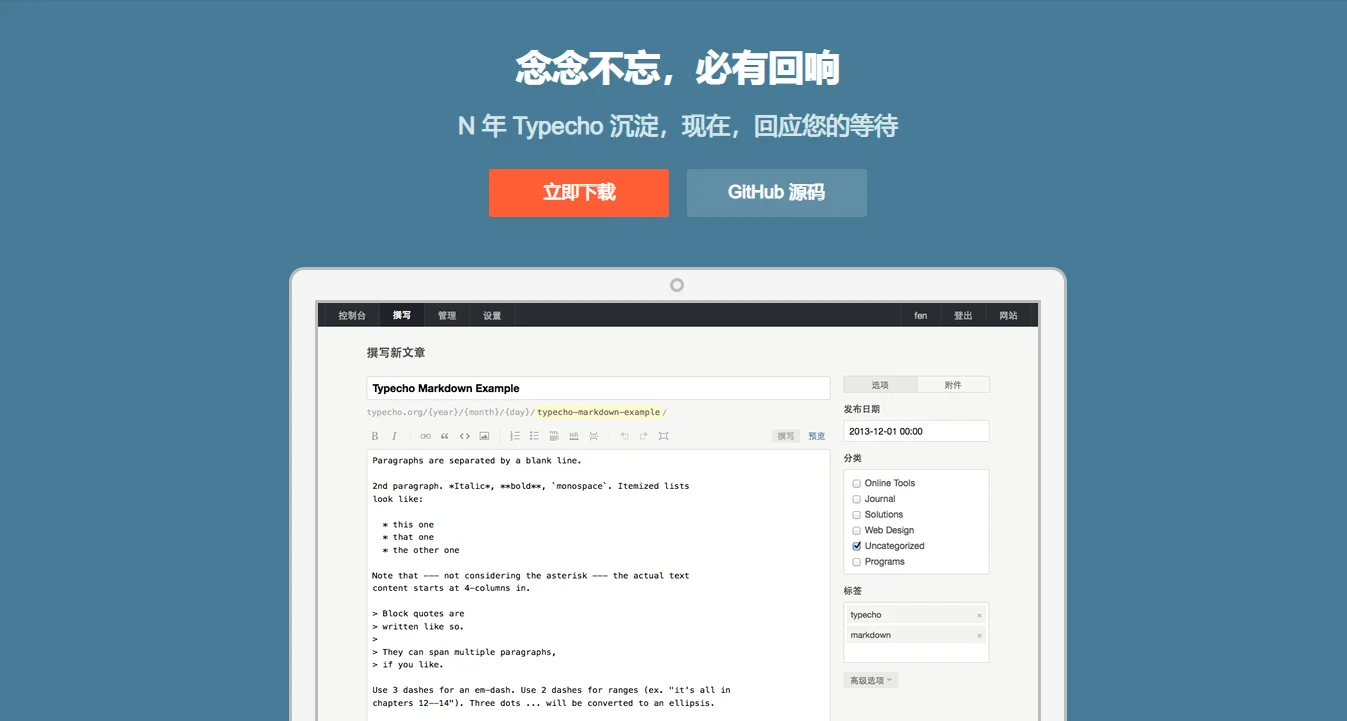 念念不忘，必有回响
N 年 Typecho 沉淀，现在，回应您的等待
立即下载 GitHub 源码
控制台 撰写 管理 设置 fen 登出 网站
撰写新文章
Typecho Markdown Example
typecho.org/{year}/{month}/{day}/typecho-markdown-example/
B I 撰写 预览
Paragraphs are separated by a blank line.
2nd paragraph. *Italic*, **bold**, `monospace`. Itemized lists
look like:
* this one
* that one
* the other one
Note that --- not considering the asterisk --- the actual text
content starts at 4-columns in.
> Block quotes are
> written like so.
>
> They can span multiple paragraphs,
> if you like.
Use 3 dashes for an em-dash. Use 2 dashes for ranges (ex. "it's all in
chapters 12--14"). Three dots ... will be converted to an ellipsis.
选项 附件
发布日期
2013-12-01 00:00
分类
Online Tools
Journal
Solutions
Web Design
Uncategorized
Programs
标签
typecho ×
markdown ×
高级选项